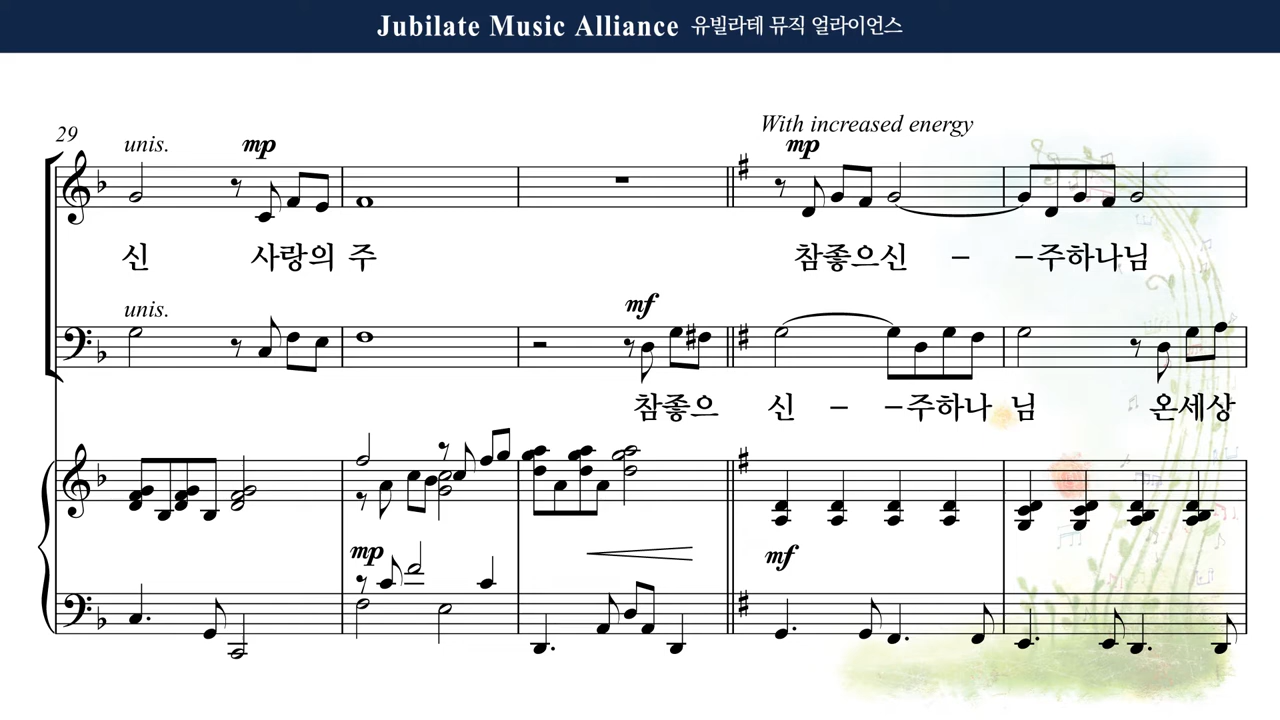 Jubilate Music Alliance 유빌라테 뮤직 얼라이언스
29
unis.
mp
With increased energy
mp
신 사랑의 주 참좋으신 - -주하나님
unis.
mf
참좋으 신 - -주하나 님 온세상
mp
mf